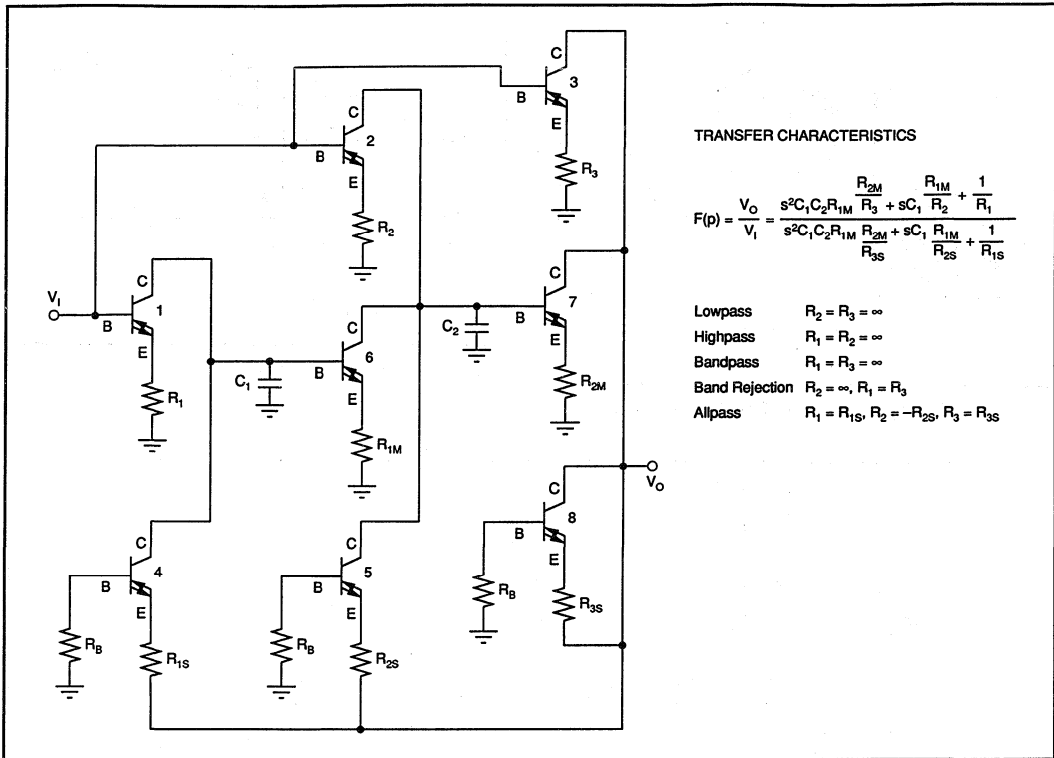 C
3
B
E
R3
C
2
B
E
R2
TRANSFER CHARACTERISTICS
F(p) = VO/VI = (s²C1C2R1M R2M/R3 + sC1 R1M/R2 + 1/R1) / (s²C1C2R1M R2M/R3S + sC1 R1M/R2S + 1/R1S)
VI
C
1
B
E
R1
C1
C
6
B
E
R1M
C2
C
7
B
E
R2M
Lowpass R2 = R3 = ∞
Highpass R1 = R2 = ∞
Bandpass R1 = R3 = ∞
Band Rejection R2 = ∞, R1 = R3
Allpass R1 = R1S, R2 = −R2S, R3 = R3S
VO
C
4
B
E
RB
R1S
C
5
B
E
RB
R2S
C
8
B
E
RB
R3S